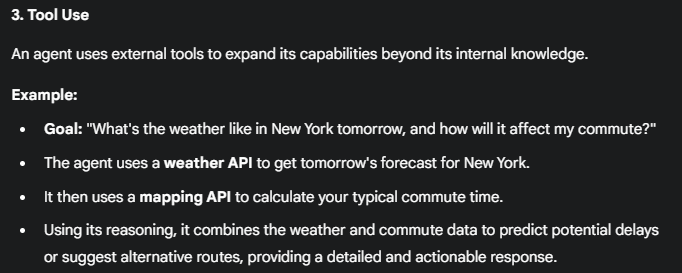 3. Tool Use
An agent uses external tools to expand its capabilities beyond its internal knowledge.
Example:
• Goal: "What's the weather like in New York tomorrow, and how will it affect my commute?"
• The agent uses a weather API to get tomorrow's forecast for New York.
• It then uses a mapping API to calculate your typical commute time.
• Using its reasoning, it combines the weather and commute data to predict potential delays
or suggest alternative routes, providing a detailed and actionable response.